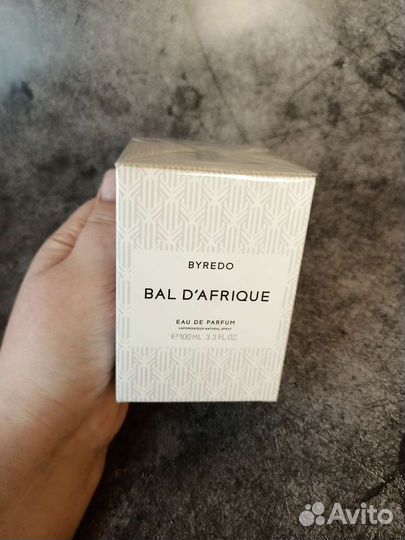 BYREDO
BAL D'AFRIQUE
EAU DE PARFUM
VAPORISATEUR NATURAL SPRAY
℮100 ML 3.3 FL.OZ.
Avito